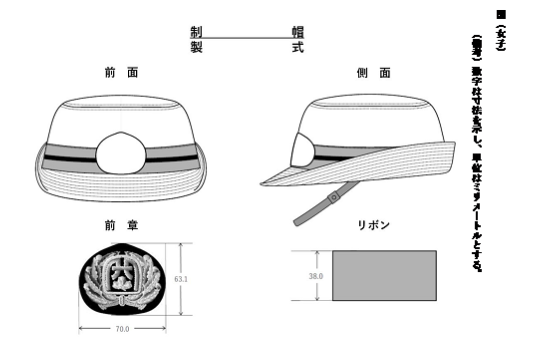 (女子)
(備考)数字は寸法を示し、単位はミリメートルとする。
制帽
製式
前面
側面
前章
リボン
63.1
70.0
38.0